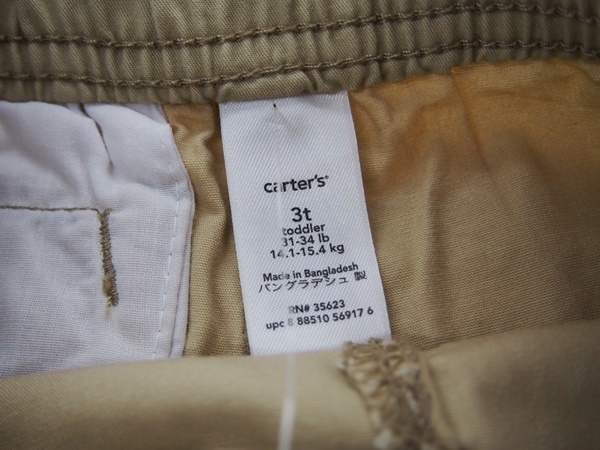 carter's
3t
toddler
31-34 lb
14.1-15.4 kg
Made in Bangladesh
バングラデシュ 製
RN# 35623
upc 8 88510 56917 6